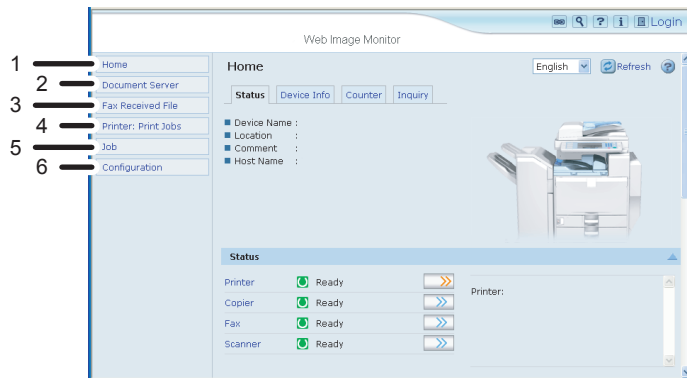 Login
Web Image Monitor
1 Home
2 Document Server
3 Fax Received File
4 Printer: Print Jobs
5 Job
6 Configuration
Home
English Refresh
Status Device Info Counter Inquiry
Device Name :
Location :
Comment :
Host Name :
Status
Printer Ready
Copier Ready
Fax Ready
Scanner Ready
Printer: